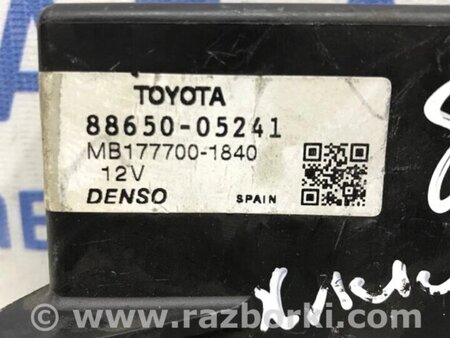 TOYOTA
88650-05241
MB177700-1840
12V
DENSO SPAIN
www.razborki.com